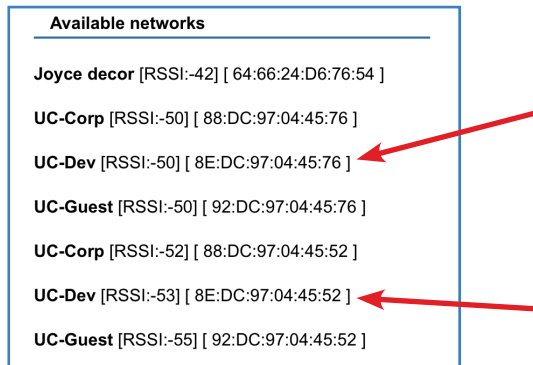 Available networks
Joyce decor [RSSI:-42] [ 64:66:24:D6:76:54 ]
UC-Corp [RSSI:-50] [ 88:DC:97:04:45:76 ]
UC-Dev [RSSI:-50] [ 8E:DC:97:04:45:76 ]
UC-Guest [RSSI:-50] [ 92:DC:97:04:45:76 ]
UC-Corp [RSSI:-52] [ 88:DC:97:04:45:52 ]
UC-Dev [RSSI:-53] [ 8E:DC:97:04:45:52 ]
UC-Guest [RSSI:-55] [ 92:DC:97:04:45:52 ]